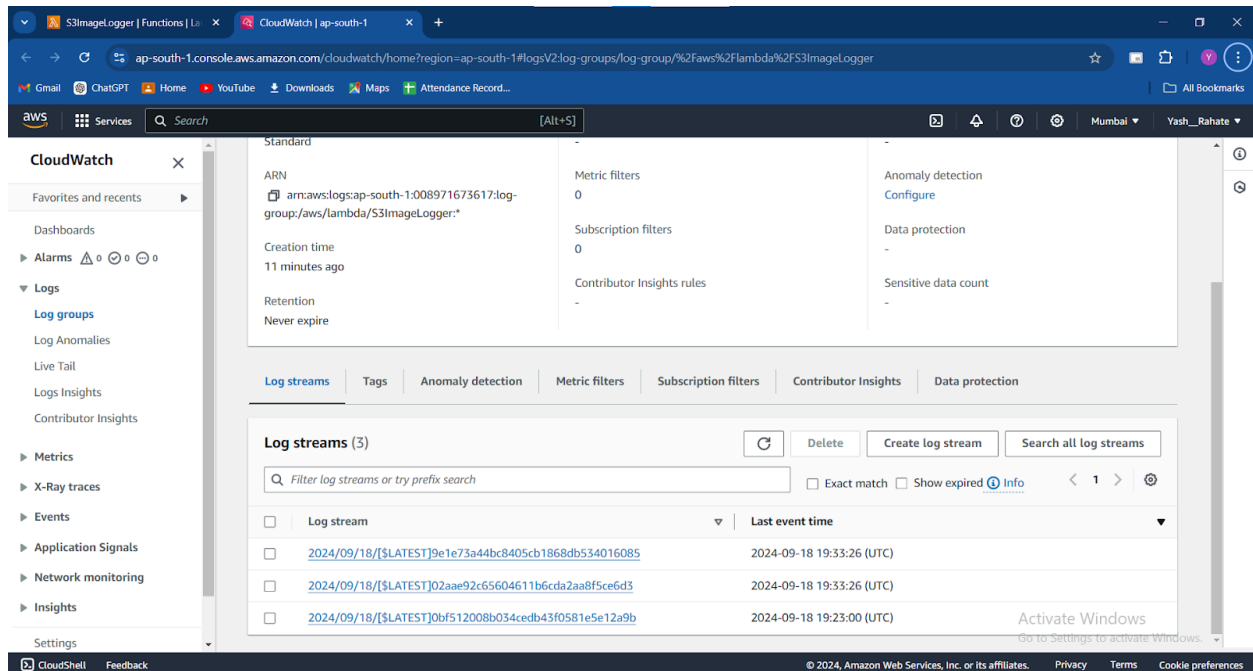 S3ImageLogger | Functions | La
CloudWatch | ap-south-1
ap-south-1.console.aws.amazon.com/cloudwatch/home?region=ap-south-1#logsV2:log-groups/log-group/%2Faws%2Flambda%2FS3ImageLogger
Y
Gmail ChatGPT Home YouTube Downloads Maps Attendance Record... All Bookmarks
aws Services Search [Alt+S] Mumbai Yash__Rahate
CloudWatch
Favorites and recents
Dashboards
Alarms 0 0 0
Logs
Log groups
Log Anomalies
Live Tail
Logs Insights
Contributor Insights
Metrics
X-Ray traces
Events
Application Signals
Network monitoring
Insights
Settings
Standard - -
ARN
arn:aws:logs:ap-south-1:008971673617:log-
group:/aws/lambda/S3ImageLogger:*
Creation time
11 minutes ago
Retention
Never expire
Metric filters
0
Subscription filters
0
Contributor Insights rules
-
Anomaly detection
Configure
Data protection
-
Sensitive data count
-
Log streams Tags Anomaly detection Metric filters Subscription filters Contributor Insights Data protection
Log streams (3) Delete Create log stream Search all log streams
Filter log streams or try prefix search Exact match Show expired Info 1
Log stream Last event time
2024/09/18/[$LATEST]9e1e73a44bc8405cb1868db534016085 2024-09-18 19:33:26 (UTC)
2024/09/18/[$LATEST]02aae92c65604611b6cda2aa8f5ce6d3 2024-09-18 19:33:26 (UTC)
2024/09/18/[$LATEST]0bf512008b034cedb43f0581e5e12a9b 2024-09-18 19:23:00 (UTC)
Activate Windows
Go to Settings to activate Windows.
CloudShell Feedback © 2024, Amazon Web Services, Inc. or its affiliates. Privacy Terms Cookie preferences